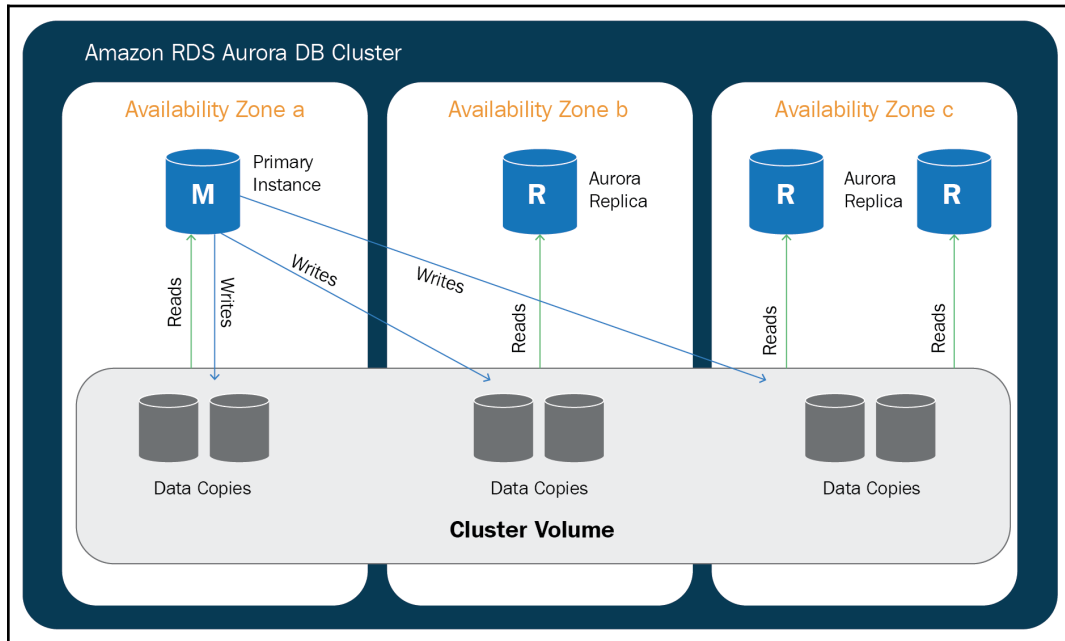 Amazon RDS Aurora DB Cluster
Availability Zone a
Availability Zone b
Availability Zone c
M
Primary
Instance
R
Aurora
Replica
R
Aurora
Replica
R
Reads
Writes
Writes
Writes
Reads
Reads
Reads
Data Copies
Data Copies
Data Copies
Cluster Volume